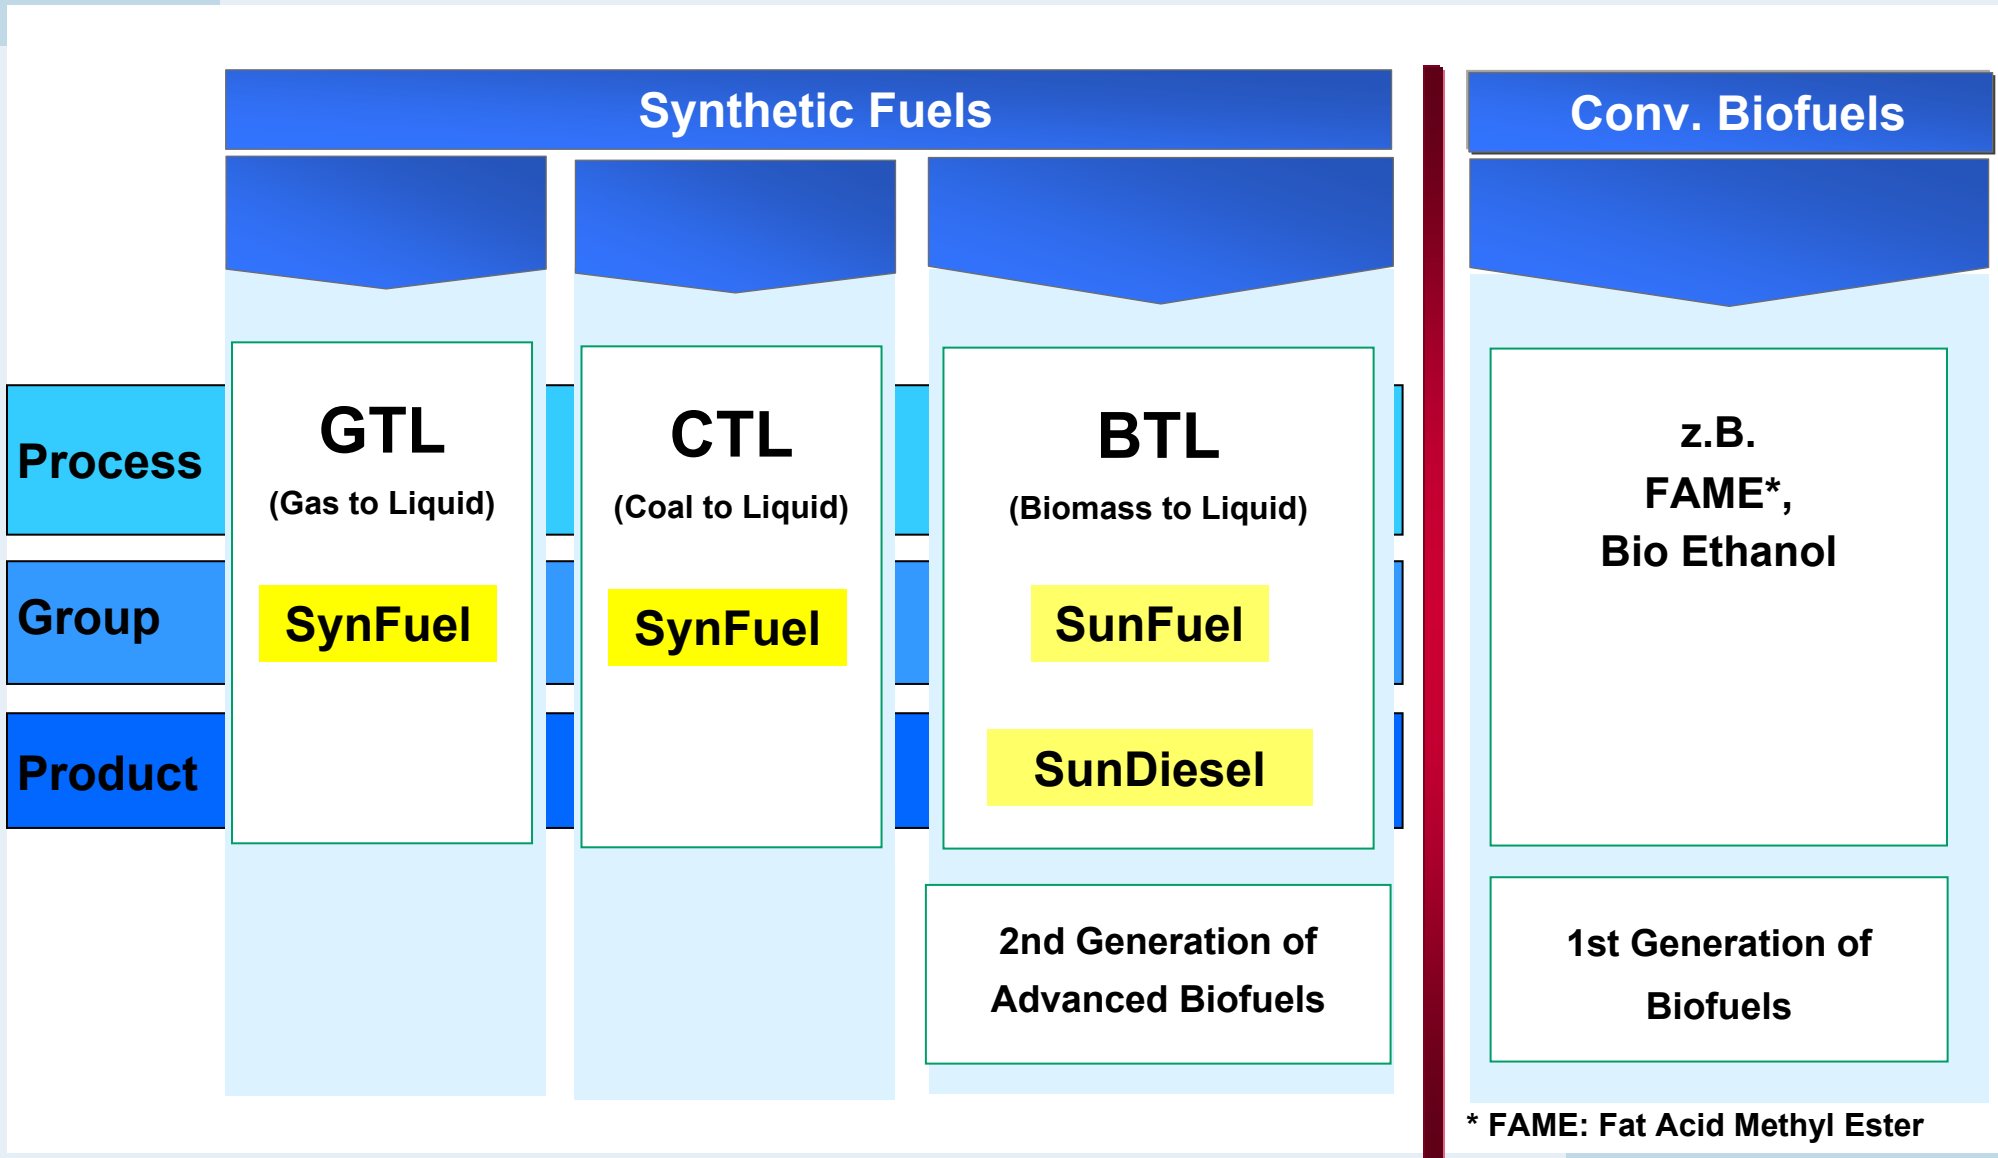 Synthetic Fuels
Conv. Biofuels
Process
GTL
(Gas to Liquid)
CTL
(Coal to Liquid)
BTL
(Biomass to Liquid)
z.B.
FAME*,
Bio Ethanol
Group
SynFuel
SynFuel
SunFuel
Product
SunDiesel
2nd Generation of
Advanced Biofuels
1st Generation of
Biofuels
* FAME: Fat Acid Methyl Ester